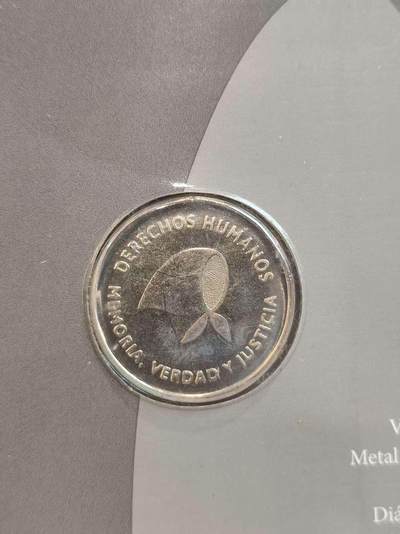 DERECHOS HUMANOS
MEMORIA, VERDAD Y JUSTICIA
V
Metal
Diá